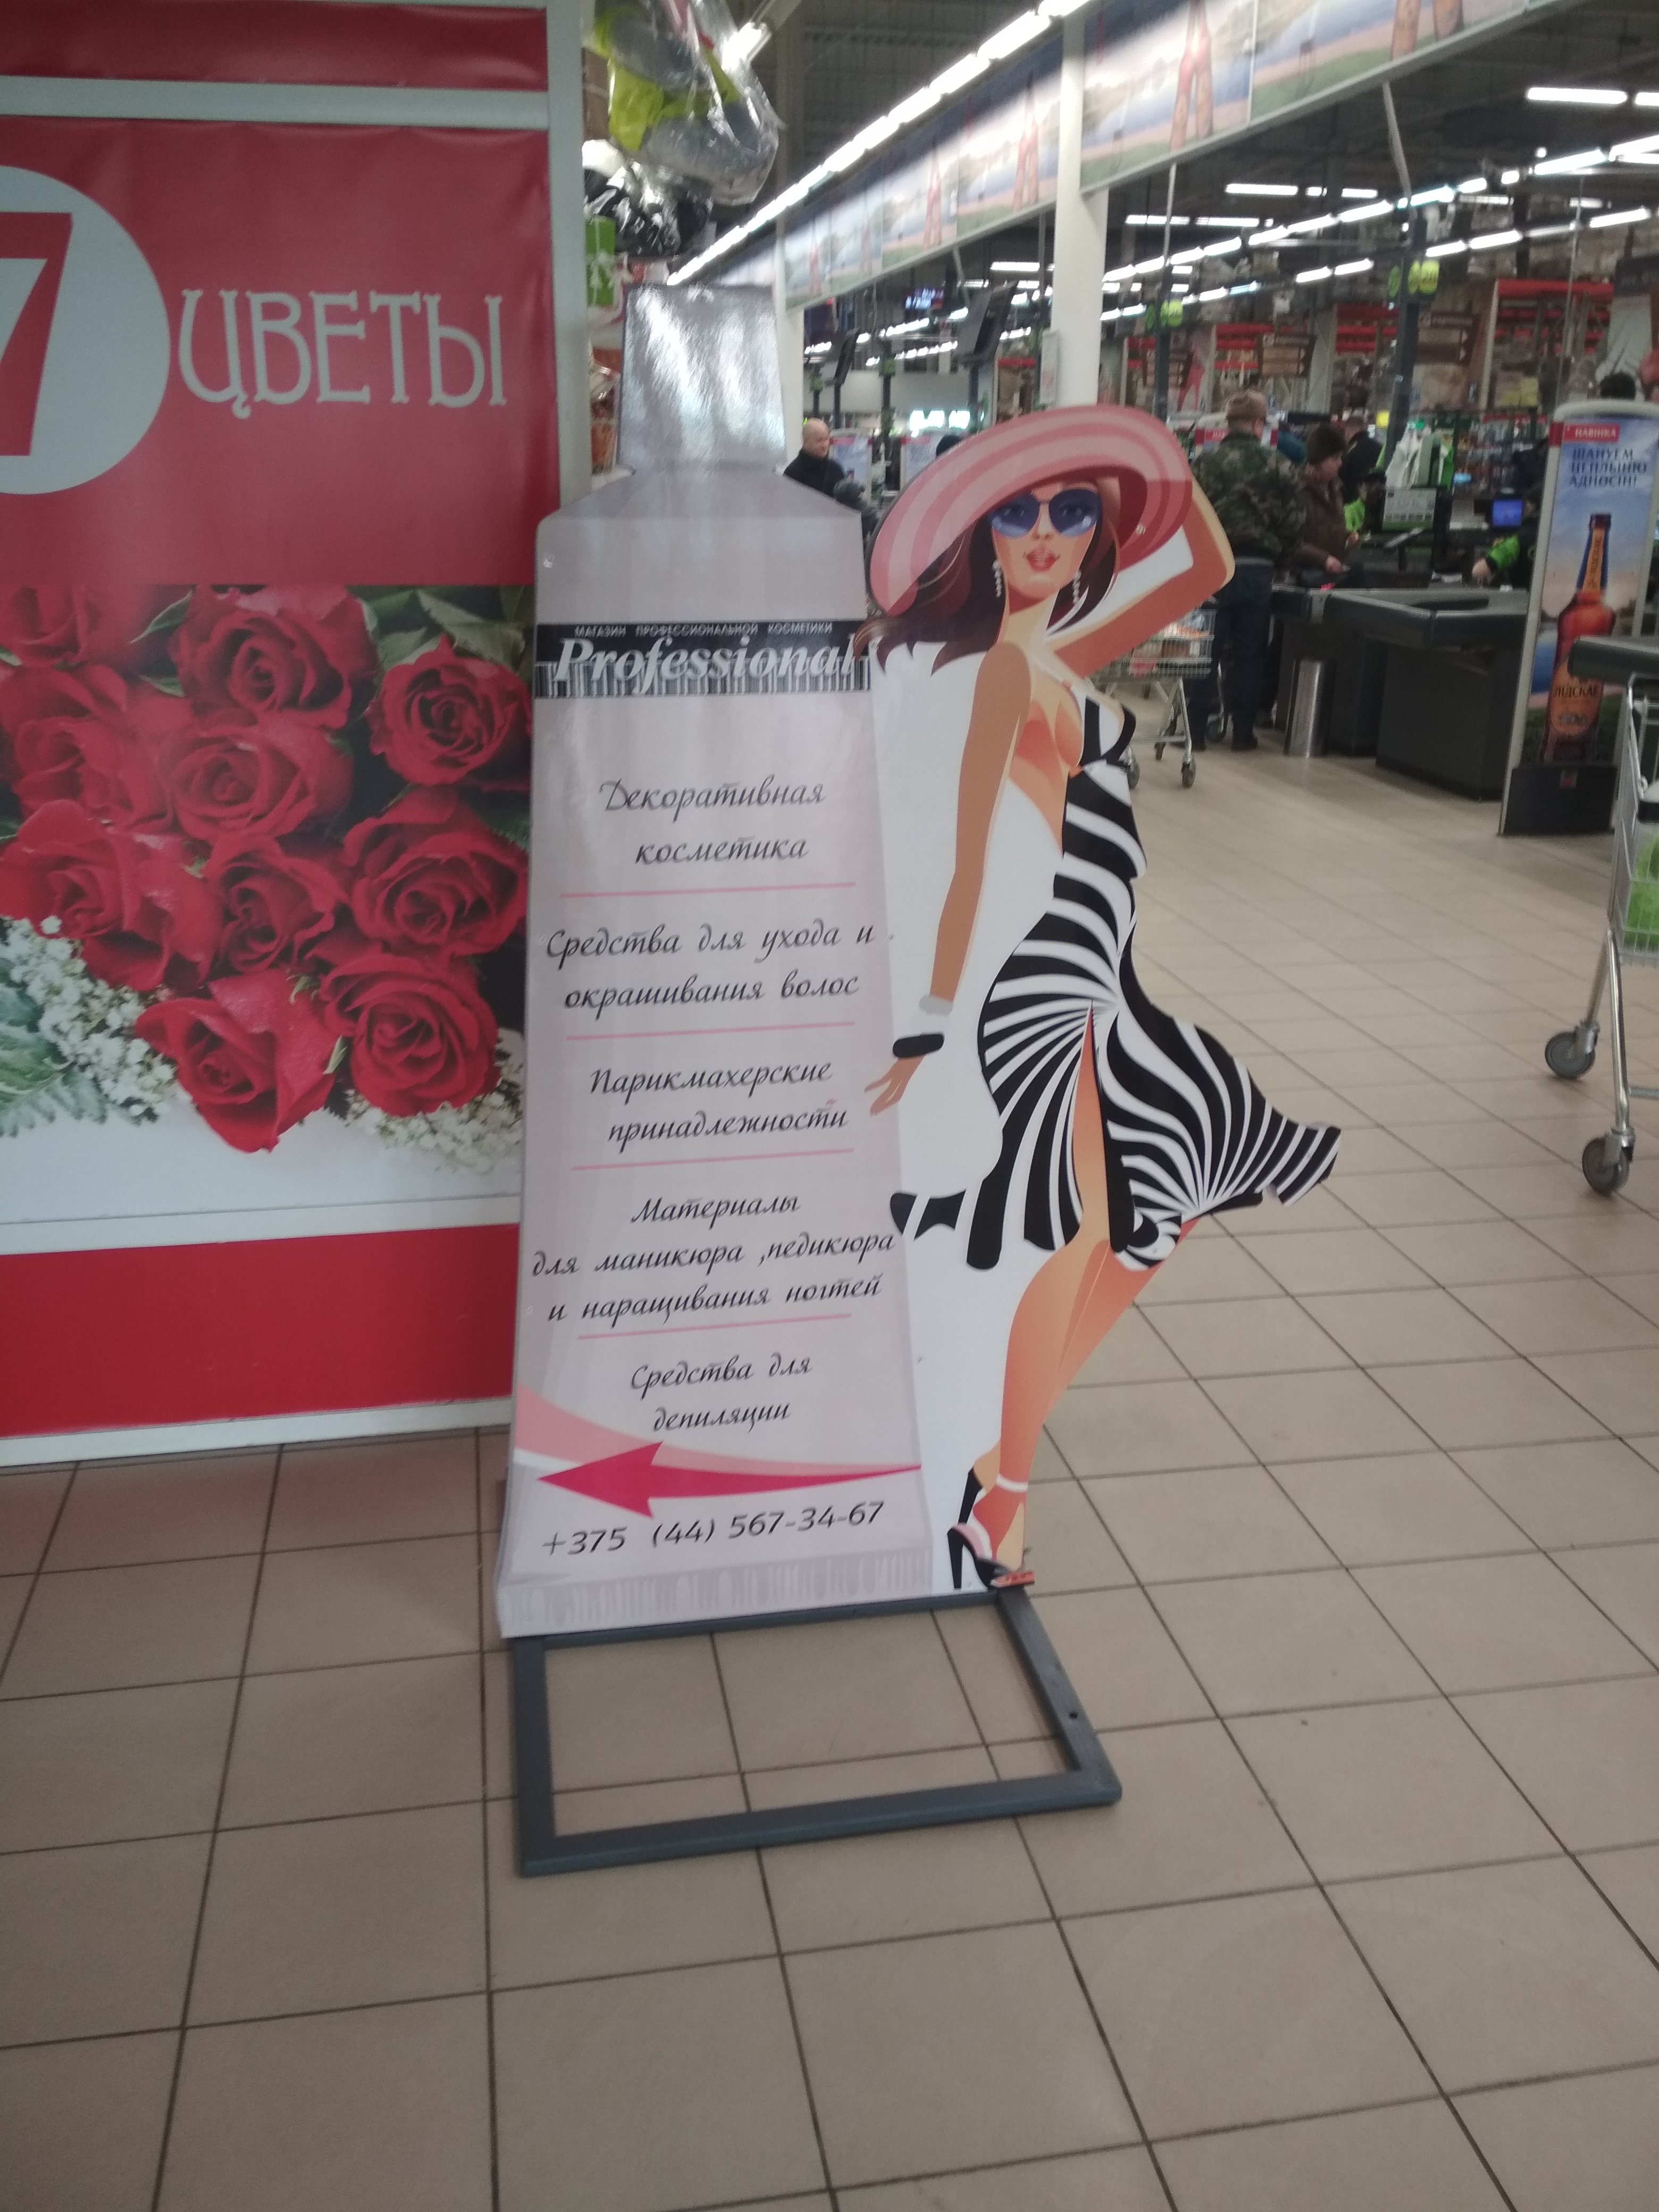 7
ЦВЕТЫ
МАГАЗИН ПРОФЕССИОНАЛЬНОЙ КОСМЕТИКИ
Professional
Декоративная
косметика
Средства для ухода и
окрашивания волос
Парикмахерские
принадлежности
Материалы
для маникюра ,педикюра
и наращивания ногтей
Средства для
депиляции
+375 (44) 567-34-67
НАВІНКА
ШАНУЕМ
ЦЕПЛЫНЮ
АДНОСІН!
ЛІДСКАЕ